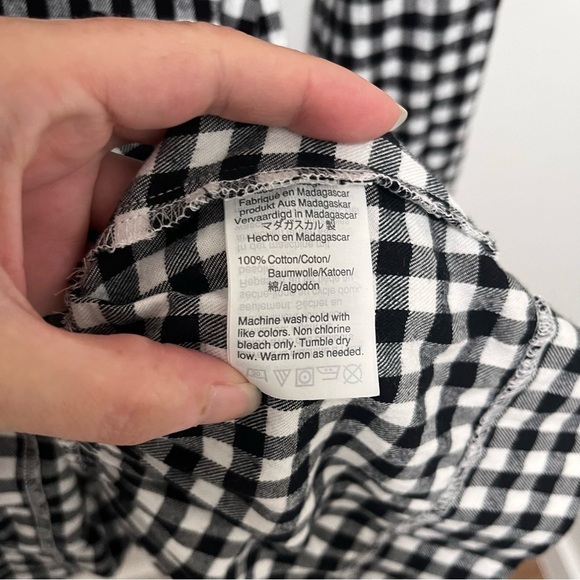 Fabriqué en Madagascar
produkt Aus Madagaskar
Vervaardigd in Madagascar
マダガスカル製
Hecho en Madagascar
100% Cotton/Coton/
Baumwolle/Katoen/
綿/algodón
Machine wash cold with
like colors. Non chlorine
bleach only. Tumble dry
low. Warm iron as needed.